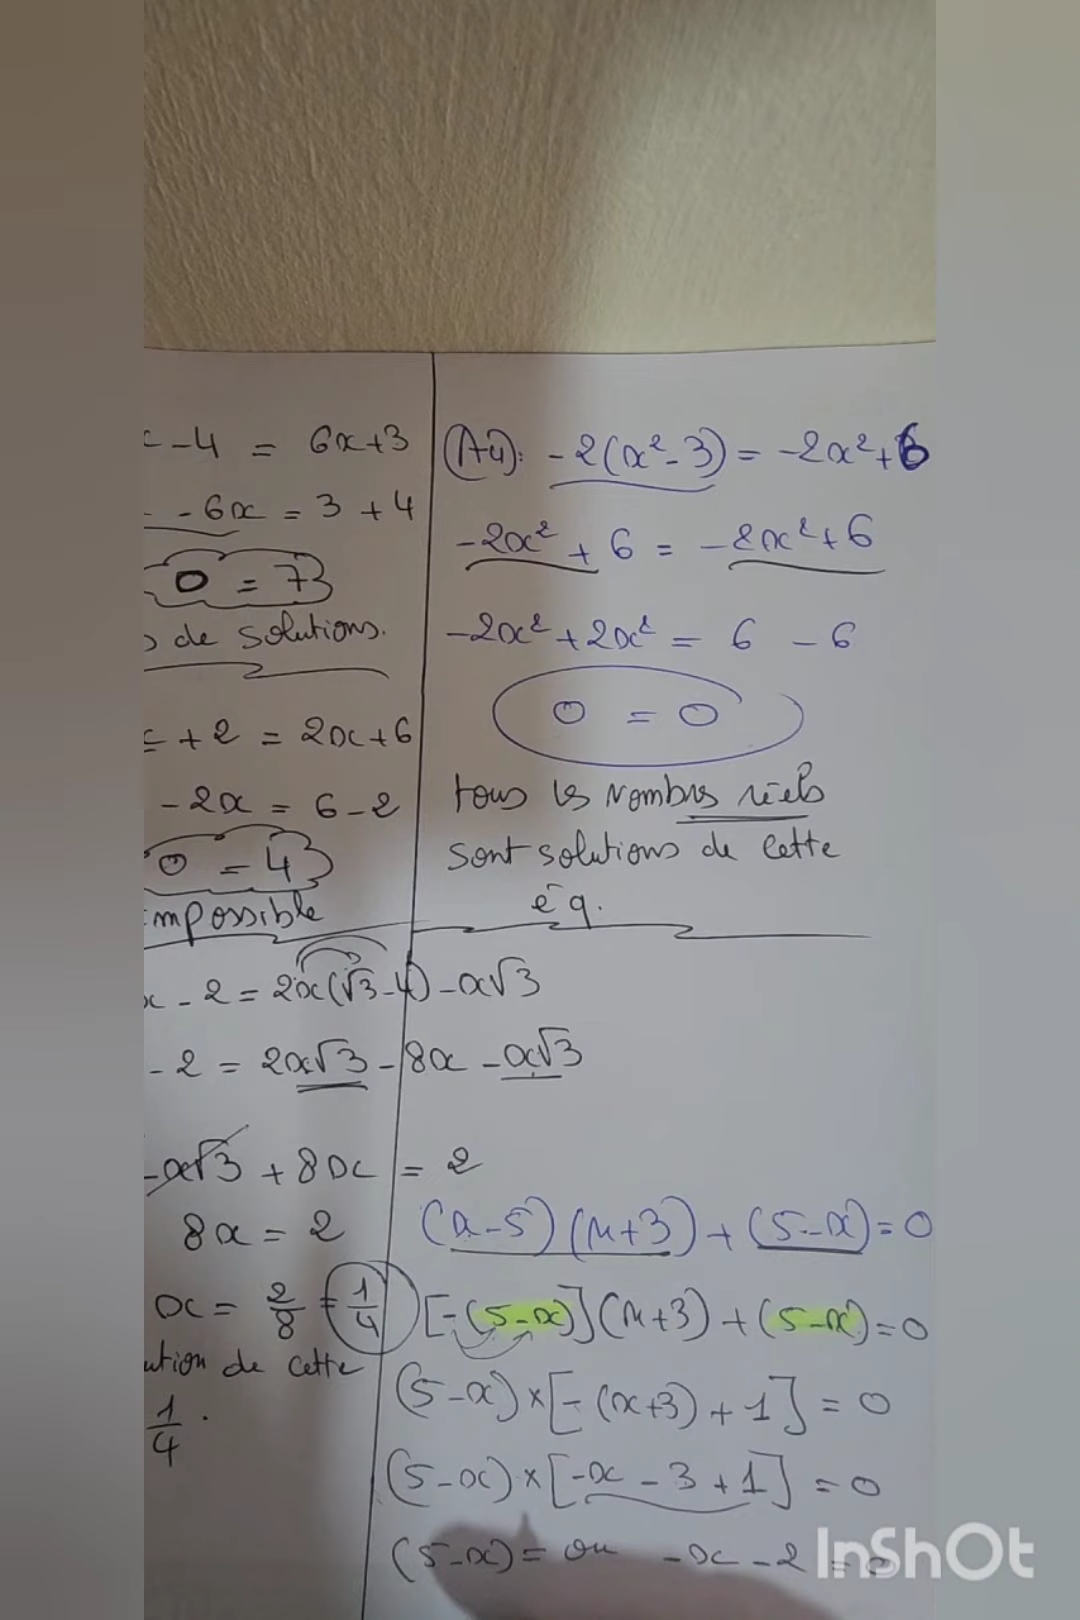 -4 = 6x+3
- 6x = 3 + 4
0 = 7
de solutions.
+ 2 = 2x+6
- 2x = 6 - 2
0 = 4
impossible
x - 2 = 2x(√3 - 4) - x√3
- 2 = 2x√3 - 8x - x√3
- x√3 + 8x = 2
8x = 2
x = 2/8 = 1/4
ution de cette
1/4.
(A4): -2(x²-3) = -2x²+6
-2x² + 6 = -2x²+6
-2x²+2x² = 6 - 6
0 = 0
tous les nombres réels
sont solutions de cette
éq.
(x-5)(x+3)+(5-x)=0
[-(5-x)](x+3)+(5-x)=0
(5-x)×[-(x+3)+1]=0
(5-x)×[-x-3+1]=0
(5-x)= ou -x-2=0
InShOt